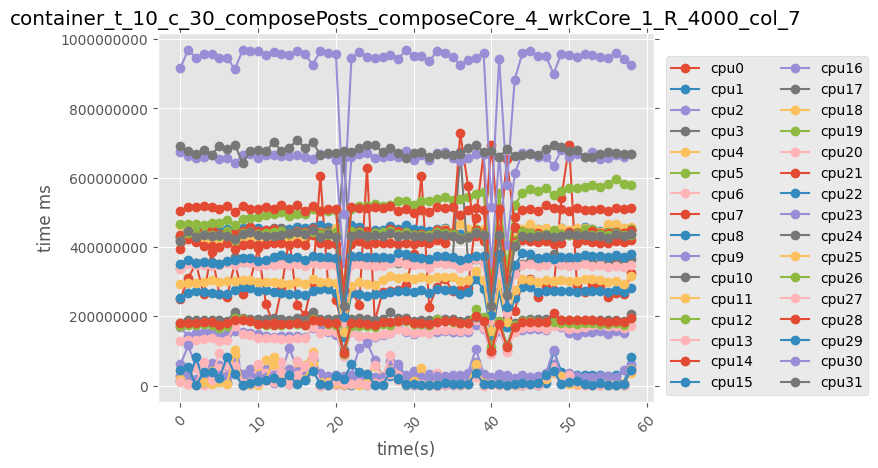 container_t_10_c_30_composePosts_composeCore_4_wrkCore_1_R_4000_col_7
1000000000
800000000
600000000
400000000
200000000
0
time ms
0 10 20 30 40 50 60
time(s)
cpu0 cpu16
cpu1 cpu17
cpu2 cpu18
cpu3 cpu19
cpu4 cpu20
cpu5 cpu21
cpu6 cpu22
cpu7 cpu23
cpu8 cpu24
cpu9 cpu25
cpu10 cpu26
cpu11 cpu27
cpu12 cpu28
cpu13 cpu29
cpu14 cpu30
cpu15 cpu31